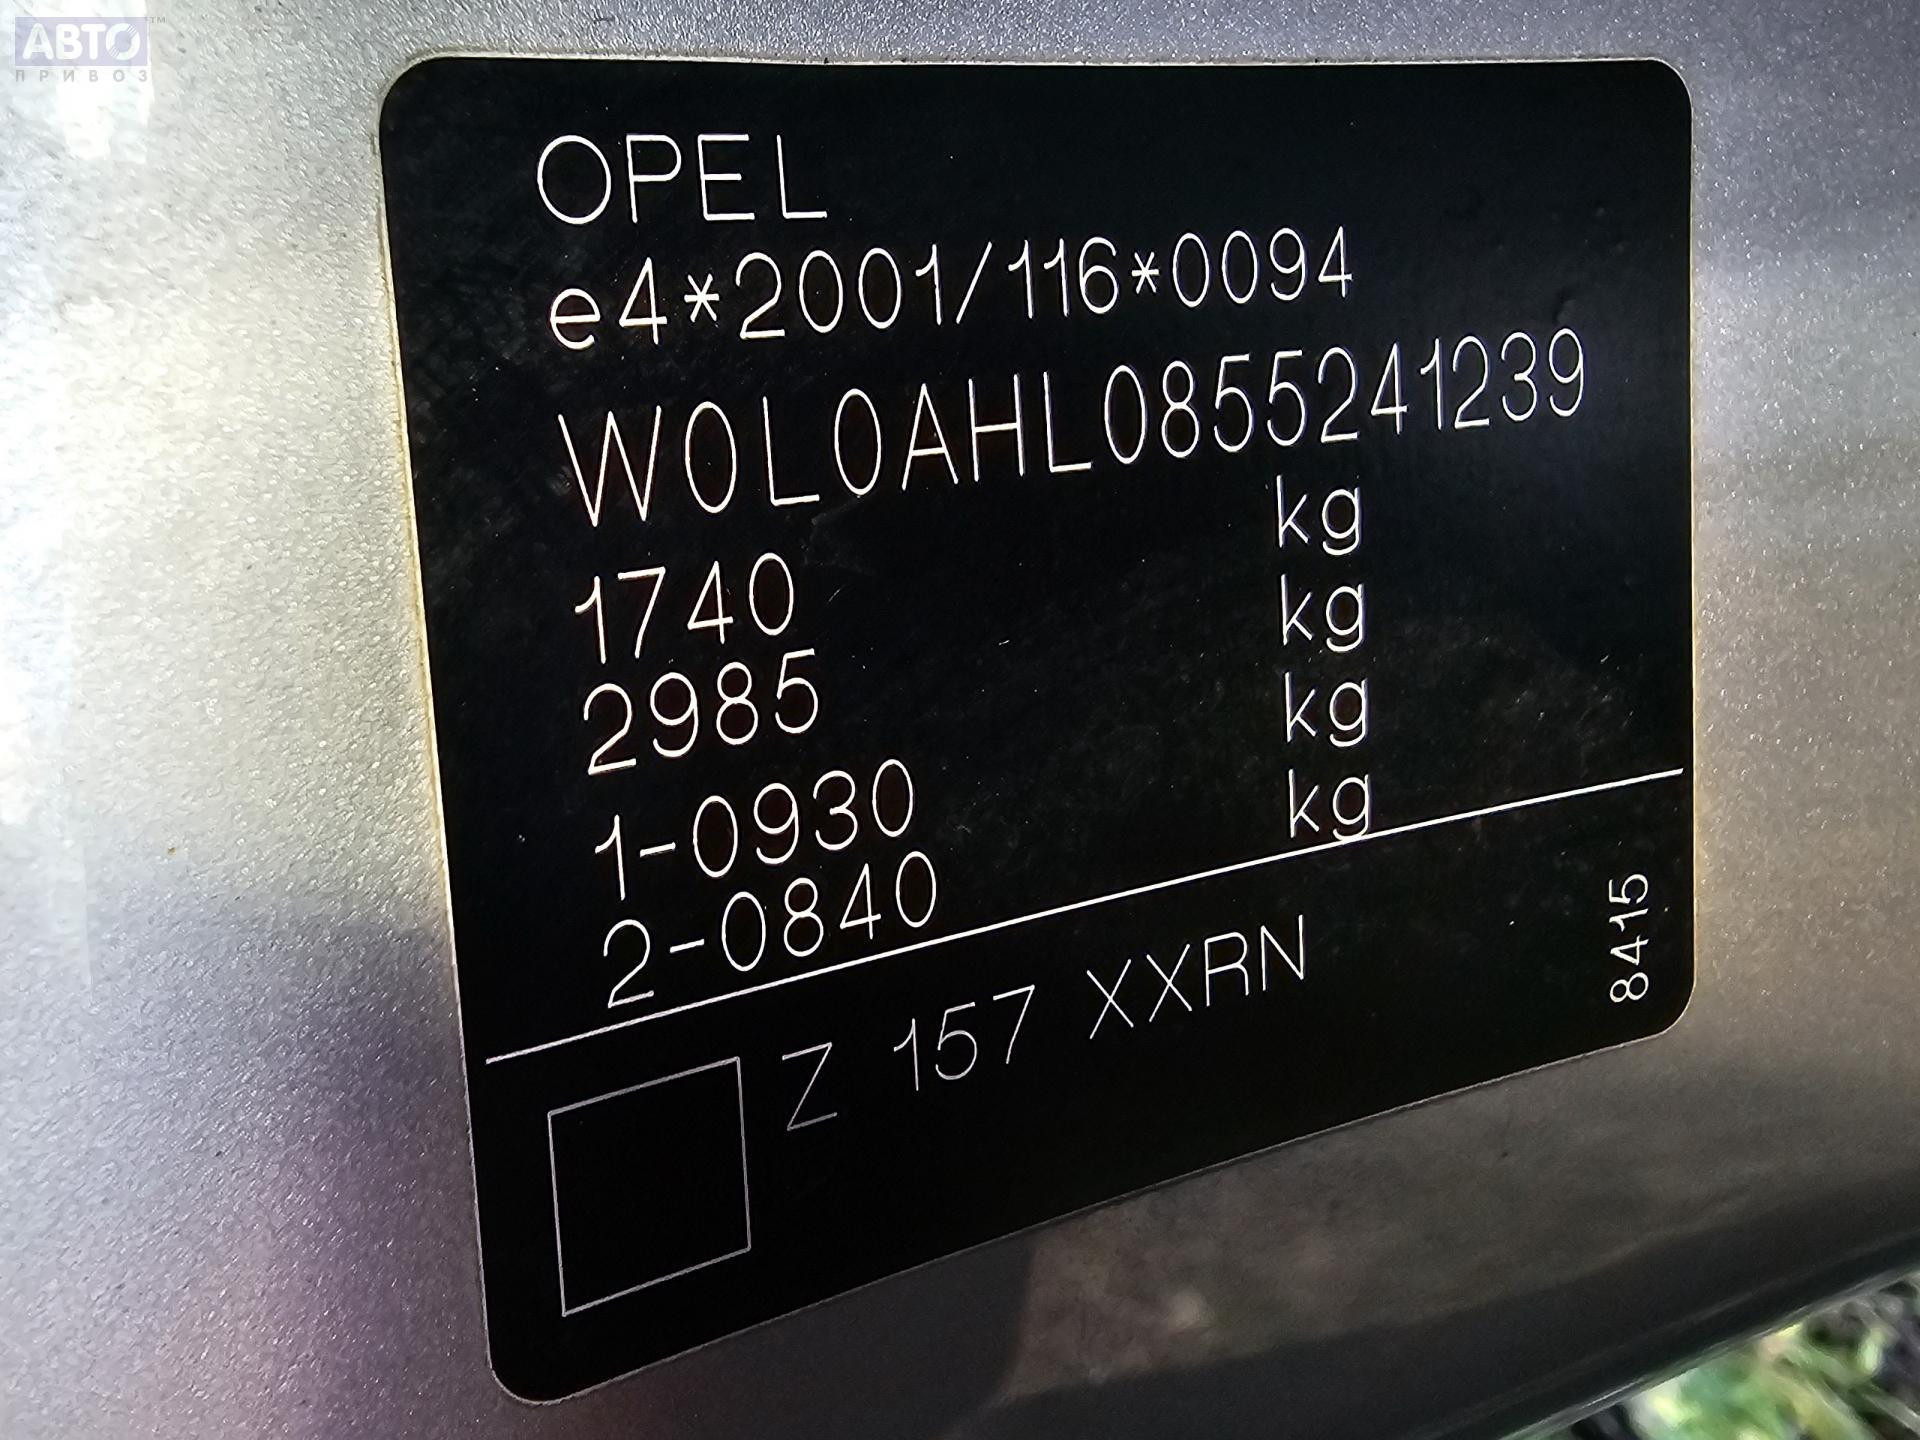 АВТО™
ПРИВОЗ
OPEL
e4*2001/116*0094
W0L0AHL0855241239
1740 kg
2985 kg
1-0930 kg
2-0840 kg
Z 157 XXRN
8415